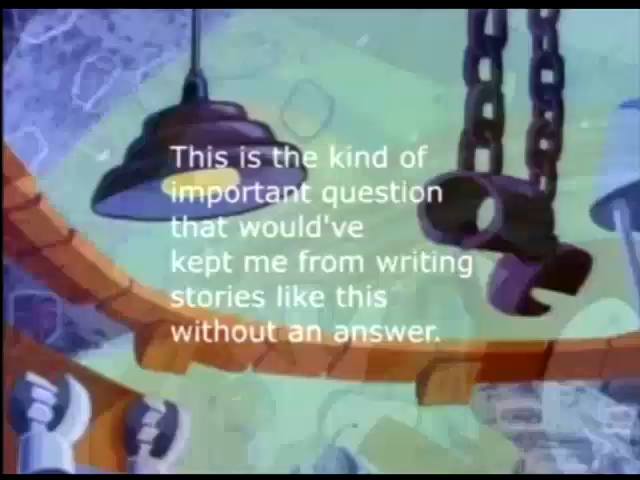 This is the kind of
important question
that would've
kept me from writing
stories like this
without an answer.